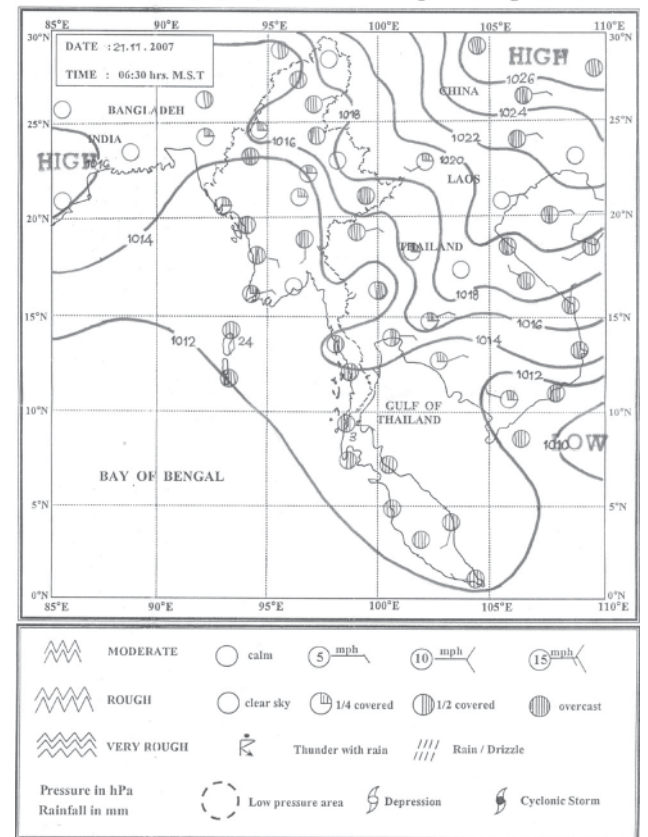 85°E 90°E 95°E 100°E 105°E 110°E
30°N 30°N
DATE : 21.11.2007
TIME : 06:30 hrs. M.S.T
HIGH
1026
CHINA
BANGLADEH
1018
1024
25°N 25°N
INDIA
1016
1022
HIGH
1016
1020
LAOS
20°N 20°N
1014
THAILAND
1018
15°N 15°N
1012
24
1016
1014
1012
10°N 10°N
GULF OF
THAILAND
3
1010
LOW
BAY OF BENGAL
5°N 5°N
0°N 0°N
85°E 90°E 95°E 100°E 105°E 110°E
MODERATE calm 5 mph 10 mph 15 mph
ROUGH clear sky 1/4 covered 1/2 covered overcast
VERY ROUGH Thunder with rain Rain / Drizzle
Pressure in hPa
Rainfall in mm
Low pressure area Depression Cyclonic Storm